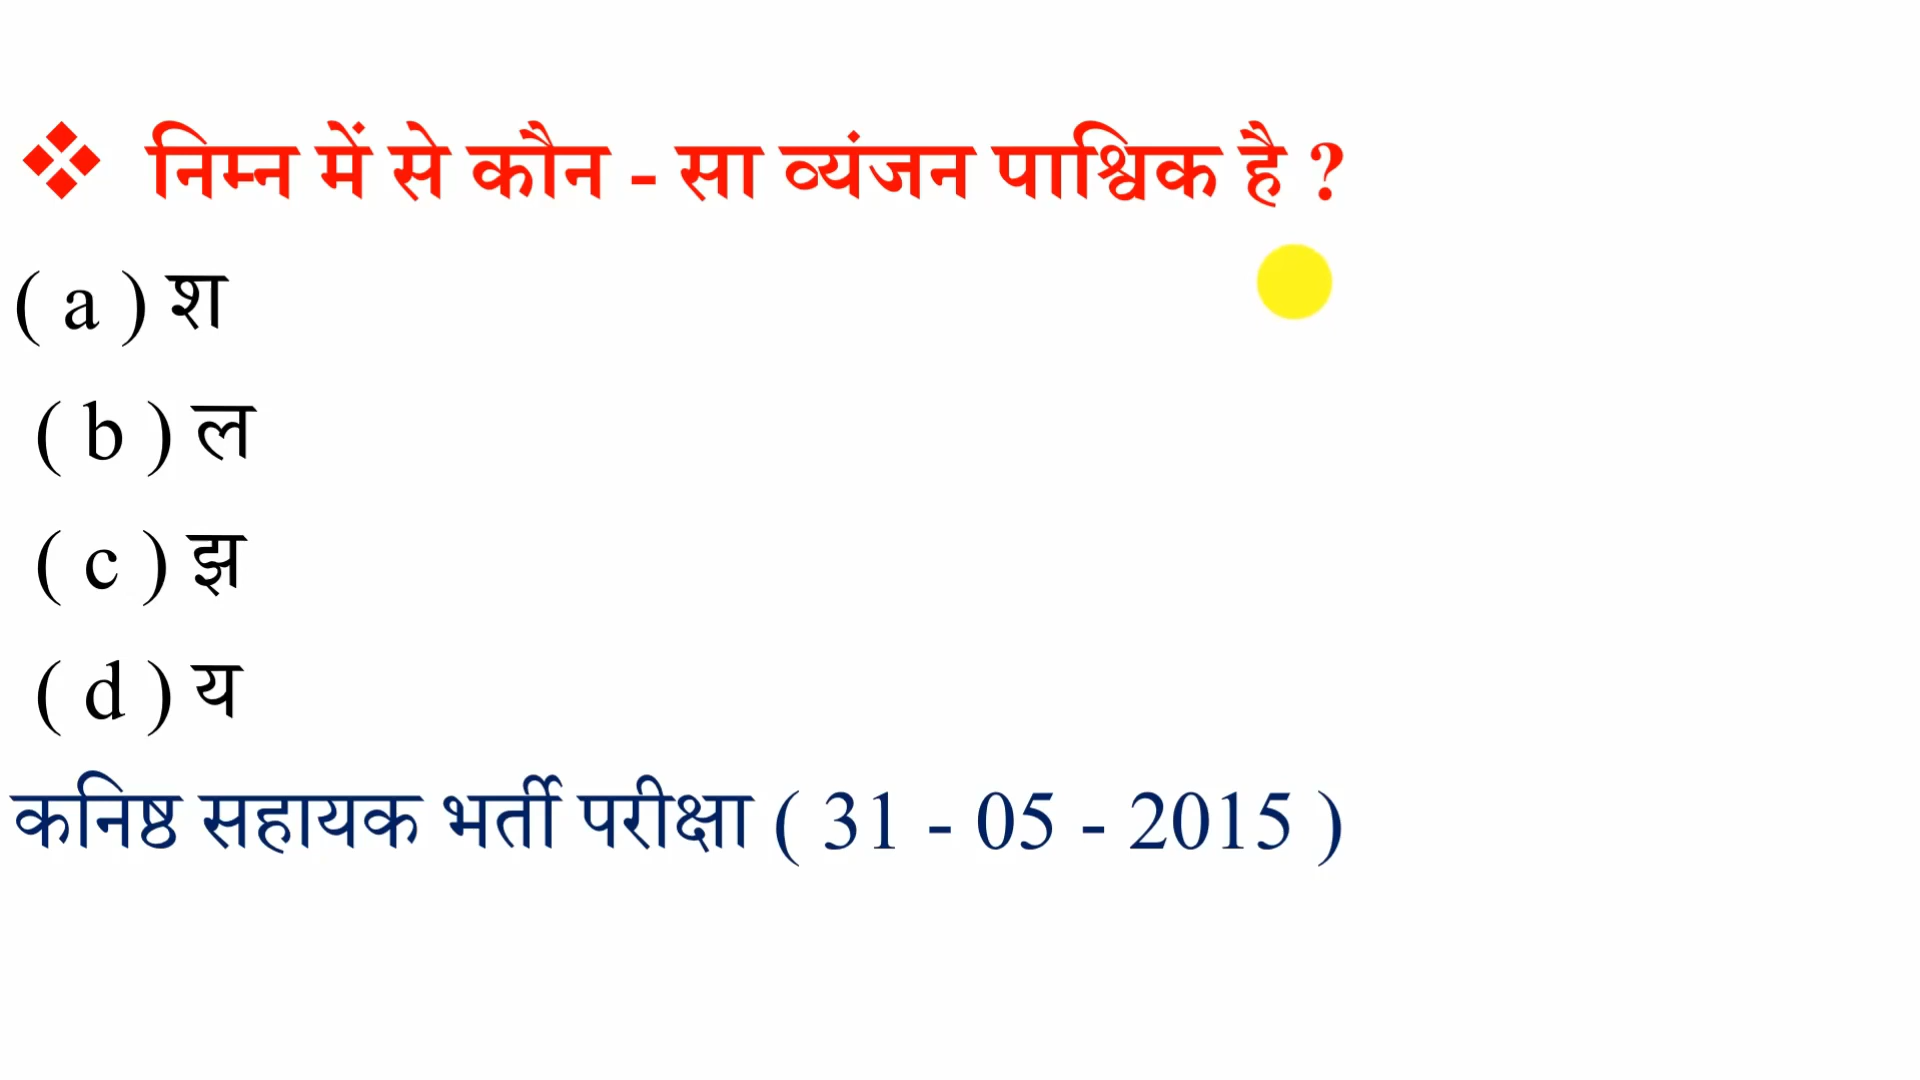 ❖ निम्न में से कौन - सा व्यंजन पाश्विक है ?
( a ) श
( b ) ल
( c ) झ
( d ) य
कनिष्ठ सहायक भर्ती परीक्षा ( 31 - 05 - 2015 )